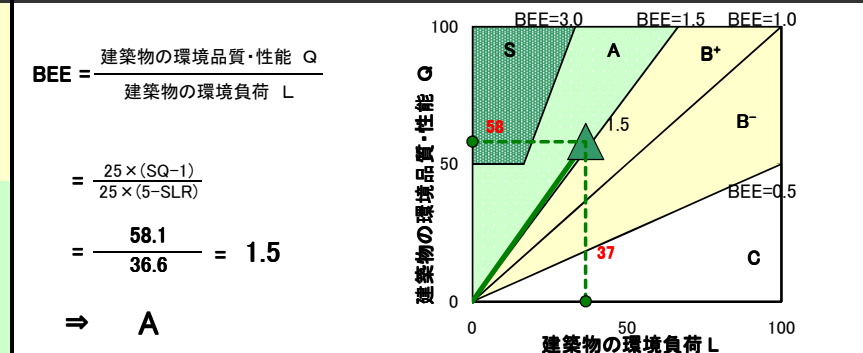 BEE = 建築物の環境品質・性能 Q
建築物の環境負荷 L
= 25×(SQ-1)
25×(5-SLR)
= 58.1
36.6
= 1.5
⇒ A
BEE=3.0 BEE=1.5 BEE=1.0
100
S A B⁺
58 1.5 B⁻
50
BEE=0.5
37 C
0
0 50 100
建築物の環境品質・性能 Q
建築物の環境負荷 L